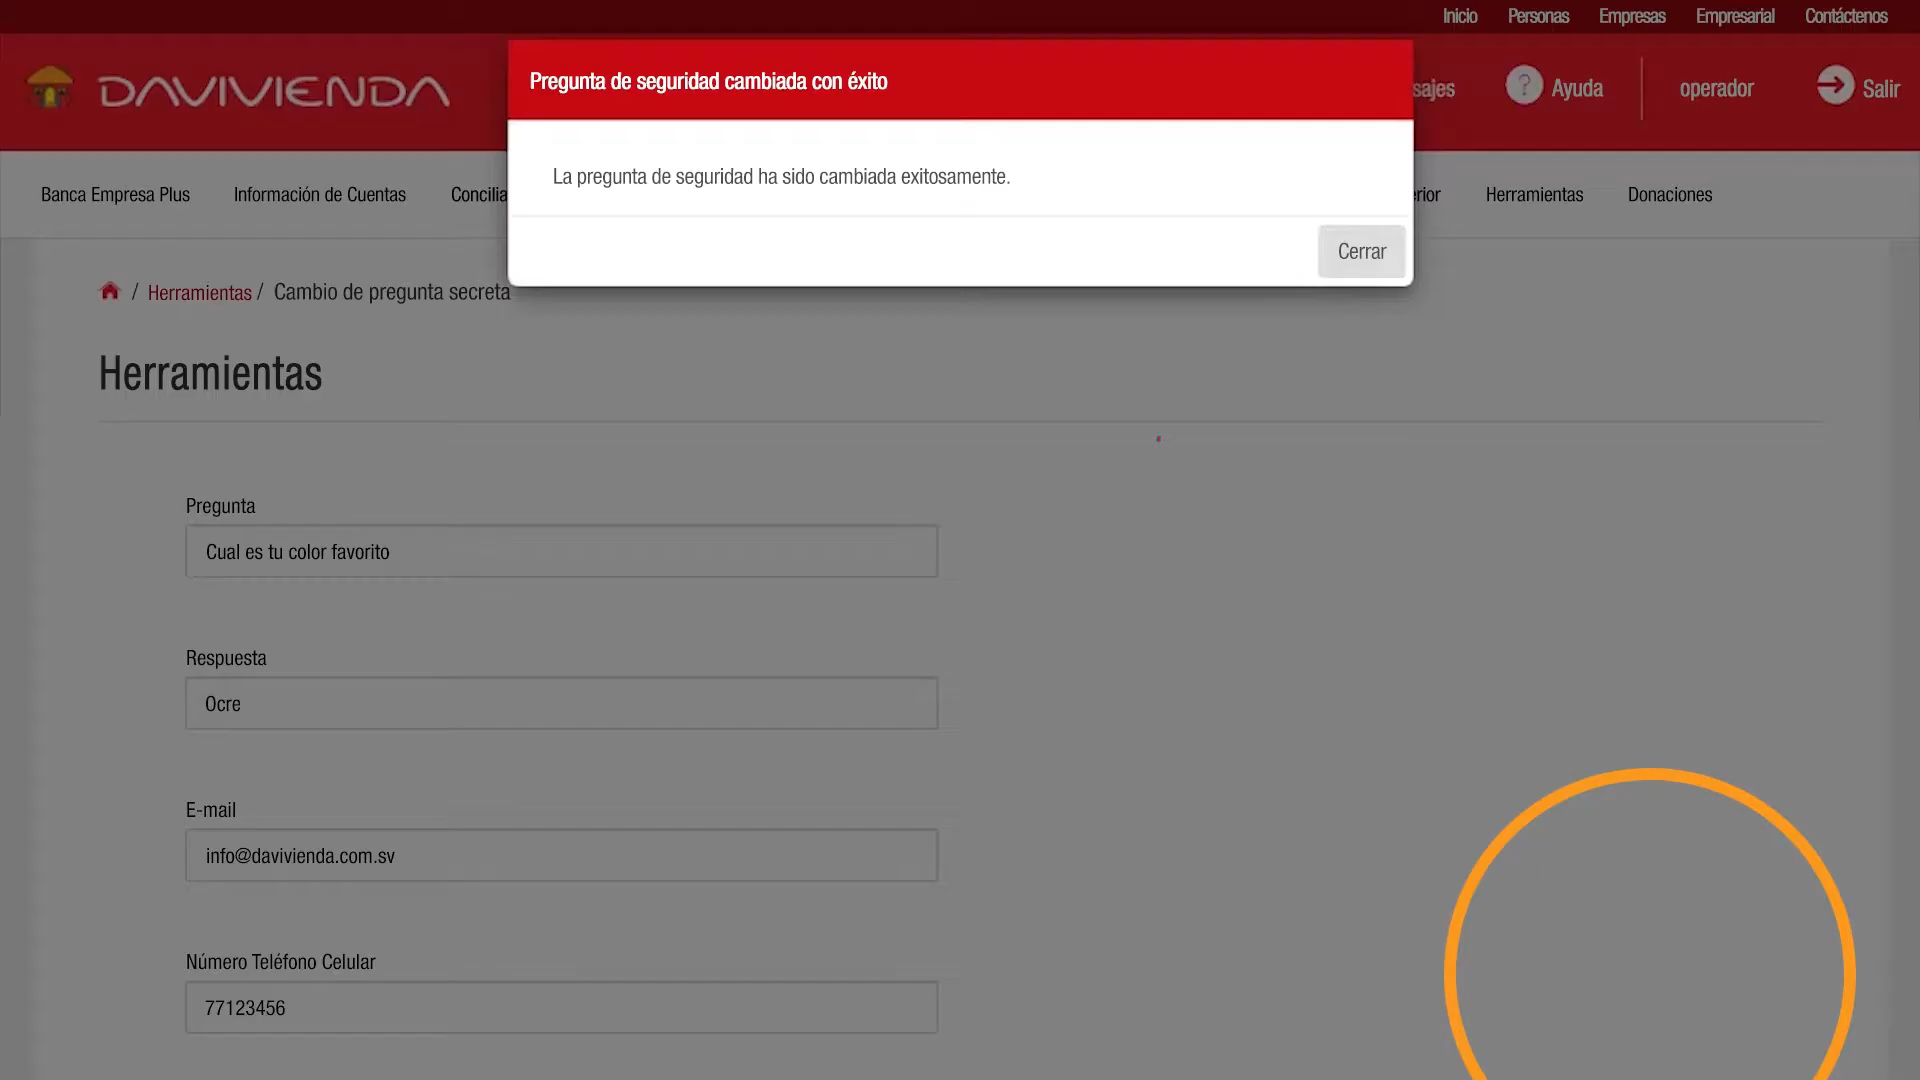 Inicio Personas Empresas Empresarial Contáctenos
DAVIVIENDA
sajes ? Ayuda operador Salir
Pregunta de seguridad cambiada con éxito
La pregunta de seguridad ha sido cambiada exitosamente.
Cerrar
Banca Empresa Plus Información de Cuentas Concilia erior Herramientas Donaciones
/ Herramientas / Cambio de pregunta secreta
Herramientas
Pregunta
Cual es tu color favorito
Respuesta
Ocre
E-mail
info@davivienda.com.sv
Número Teléfono Celular
77123456